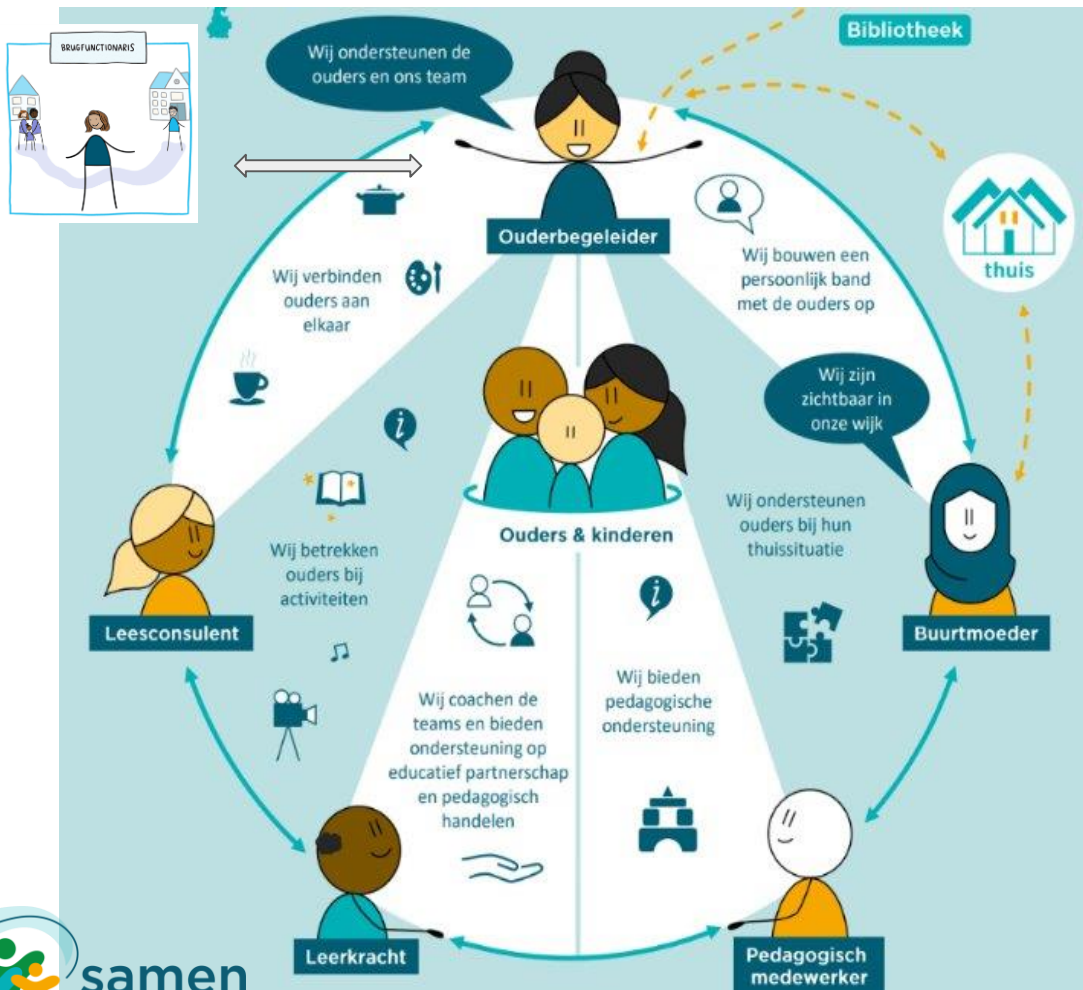 BRUGFUNCTIONARIS
Bibliotheek
Wij ondersteunen de
ouders en ons team
Ouderbegeleider
thuis
Wij verbinden
ouders aan
elkaar
Wij bouwen een
persoonlijk band
met de ouders op
Wij zijn
zichtbaar in
onze wijk
Ouders & kinderen
Wij betrekken
ouders bij
activiteiten
Wij ondersteunen
ouders bij hun
thuissituatie
Leesconsulent
Buurtmoeder
Wij coachen de
teams en bieden
ondersteuning op
educatief partnerschap
en pedagogisch
handelen
Wij bieden
pedagogische
ondersteuning
Leerkracht
Pedagogisch
medewerker
samen